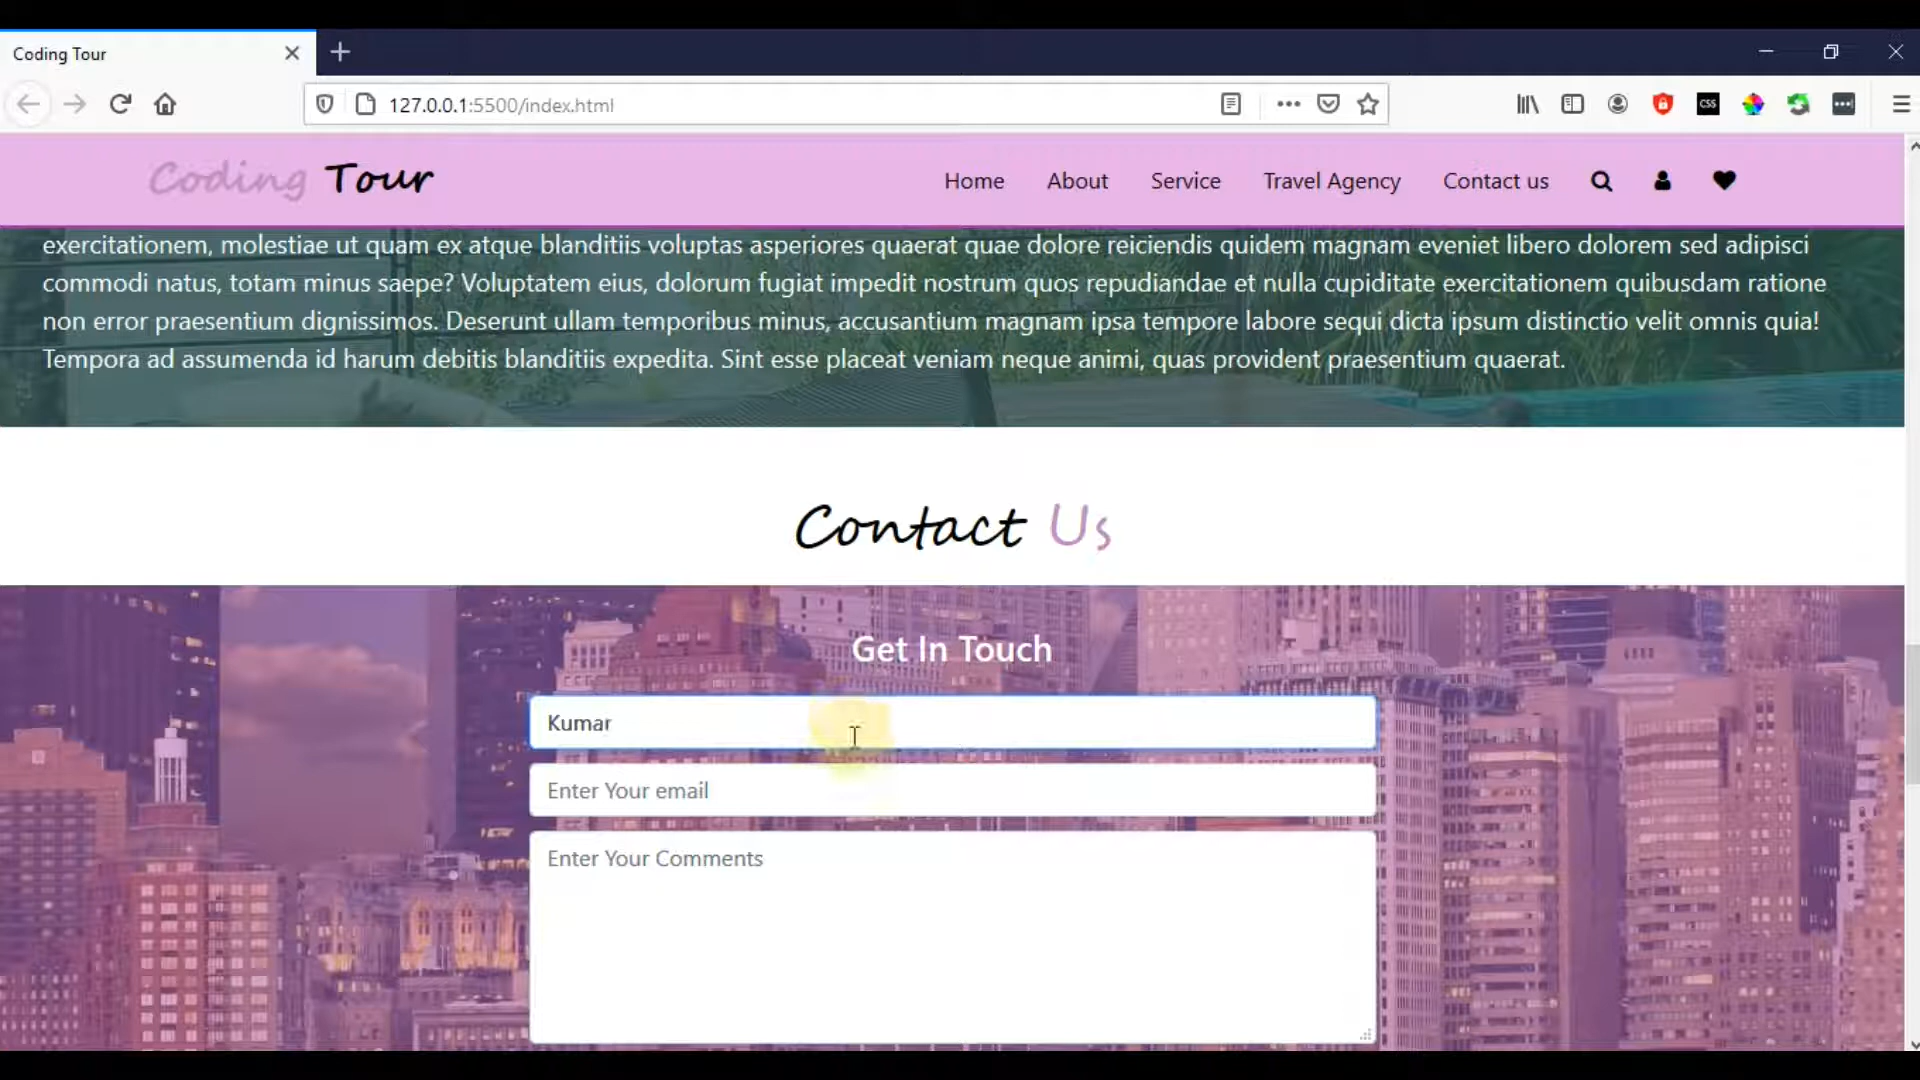 Coding Tour
127.0.0.1:5500/index.html
CSS
Coding Tour
Home About Service Travel Agency Contact us
exercitationem, molestiae ut quam ex atque blanditiis voluptas asperiores quaerat quae dolore reiciendis quidem magnam eveniet libero dolorem sed adipisci
commodi natus, totam minus saepe? Voluptatem eius, dolorum fugiat impedit nostrum quos repudiandae et nulla cupiditate exercitationem quibusdam ratione
non error praesentium dignissimos. Deserunt ullam temporibus minus, accusantium magnam ipsa tempore labore sequi dicta ipsum distinctio velit omnis quia!
Tempora ad assumenda id harum debitis blanditiis expedita. Sint esse placeat veniam neque animi, quas provident praesentium quaerat.
Contact Us
Get In Touch
Kumar
Enter Your email
Enter Your Comments